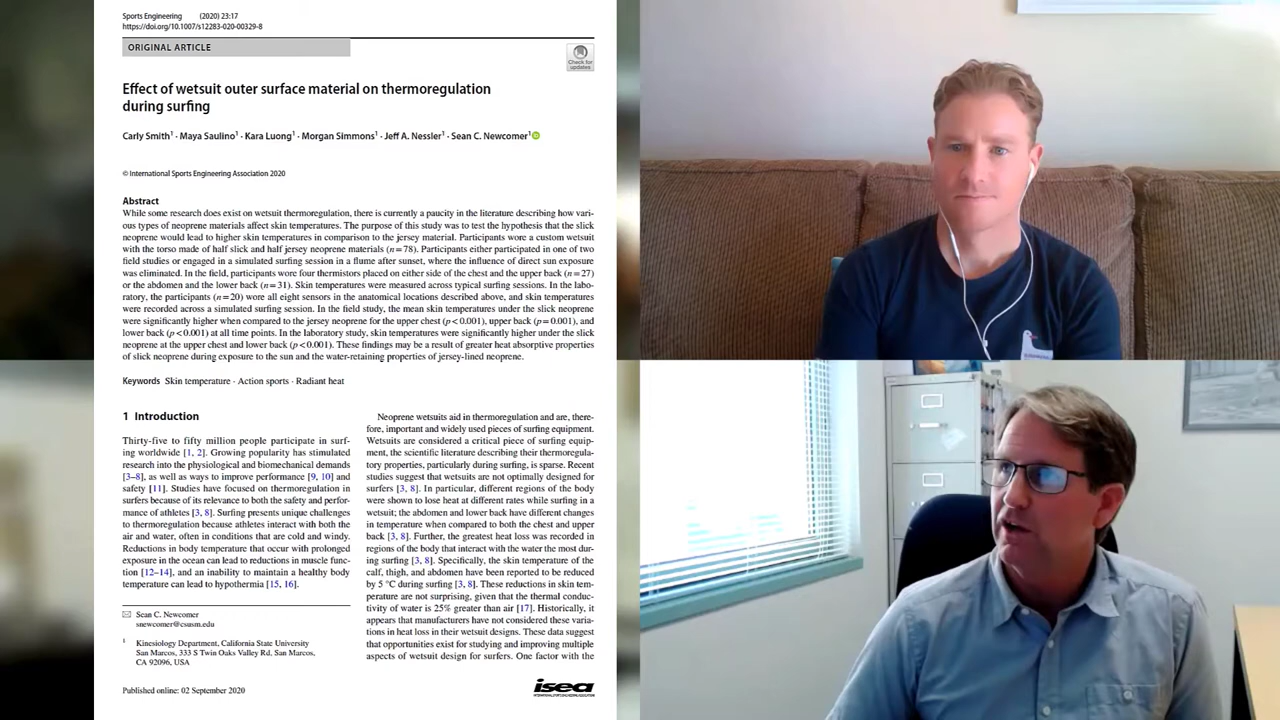 Sports Engineering (2020) 23:17
https://doi.org/10.1007/s12283-020-00329-8
ORIGINAL ARTICLE
Check for
updates
Effect of wetsuit outer surface material on thermoregulation
during surfing
Carly Smith1 · Maya Saulino1 · Kara Luong1 · Morgan Simmons1 · Jeff A. Nessler1 · Sean C. Newcomer1
© International Sports Engineering Association 2020
Abstract
While some research does exist on wetsuit thermoregulation, there is currently a paucity in the literature describing how vari-
ous types of neoprene materials affect skin temperatures. The purpose of this study was to test the hypothesis that the slick
neoprene would lead to higher skin temperatures in comparison to the jersey material. Participants wore a custom wetsuit
with the torso made of half slick and half jersey neoprene materials (n=78). Participants either participated in one of two
field studies or engaged in a simulated surfing session in a flume after sunset, where the influence of direct sun exposure
was eliminated. In the field, participants wore four thermistors placed on either side of the chest and the upper back (n=27)
or the abdomen and the lower back (n=31). Skin temperatures were measured across typical surfing sessions. In the labo-
ratory, the participants (n=20) wore all eight sensors in the anatomical locations described above, and skin temperatures
were recorded across a simulated surfing session. In the field study, the mean skin temperatures under the slick neoprene
were significantly higher when compared to the jersey neoprene for the upper chest (p<0.001), upper back (p=0.001), and
lower back (p<0.001) at all time points. In the laboratory study, skin temperatures were significantly higher under the slick
neoprene at the upper chest and lower back (p<0.001). These findings may be a result of greater heat absorptive properties
of slick neoprene during exposure to the sun and the water-retaining properties of jersey-lined neoprene.
Keywords Skin temperature · Action sports · Radiant heat
1 Introduction
Thirty-five to fifty million people participate in surf-
ing worldwide [1, 2]. Growing popularity has stimulated
research into the physiological and biomechanical demands
[3–8], as well as ways to improve performance [9, 10] and
safety [11]. Studies have focused on thermoregulation in
surfers because of its relevance to both the safety and perfor-
mance of athletes [3, 8]. Surfing presents unique challenges
to thermoregulation because athletes interact with both the
air and water, often in conditions that are cold and windy.
Reductions in body temperature that occur with prolonged
exposure in the ocean can lead to reductions in muscle func-
tion [12–14], and an inability to maintain a healthy body
temperature can lead to hypothermia [15, 16].
Sean C. Newcomer
snewcomer@csusm.edu
1 Kinesiology Department, California State University
San Marcos, 333 S Twin Oaks Valley Rd, San Marcos,
CA 92096, USA
Neoprene wetsuits aid in thermoregulation and are, there-
fore, important and widely used pieces of surfing equipment.
Wetsuits are considered a critical piece of surfing equip-
ment, the scientific literature describing their thermoregula-
tory properties, particularly during surfing, is sparse. Recent
studies suggest that wetsuits are not optimally designed for
surfers [3, 8]. In particular, different regions of the body
were shown to lose heat at different rates while surfing in a
wetsuit; the abdomen and lower back have different changes
in temperature when compared to both the chest and upper
back [3, 8]. Further, the greatest heat loss was recorded in
regions of the body that interact with the water the most dur-
ing surfing [3, 8]. Specifically, the skin temperature of the
calf, thigh, and abdomen have been reported to be reduced
by 5 °C during surfing [3, 8]. These reductions in skin tem-
perature are not surprising, given that the thermal conduc-
tivity of water is 25% greater than air [17]. Historically, it
appears that manufacturers have not considered these varia-
tions in heat loss in their wetsuit designs. These data suggest
that opportunities exist for studying and improving multiple
aspects of wetsuit design for surfers. One factor with the
Published online: 02 September 2020
isea